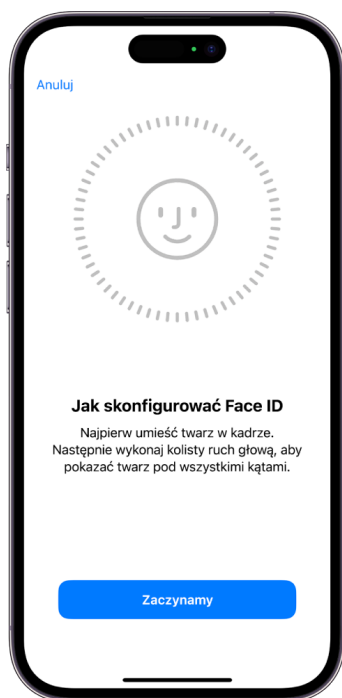 Anuluj
Jak skonfigurować Face ID
Najpierw umieść twarz w kadrze.
Następnie wykonaj kolisty ruch głową, aby
pokazać twarz pod wszystkimi kątami.
Zaczynamy